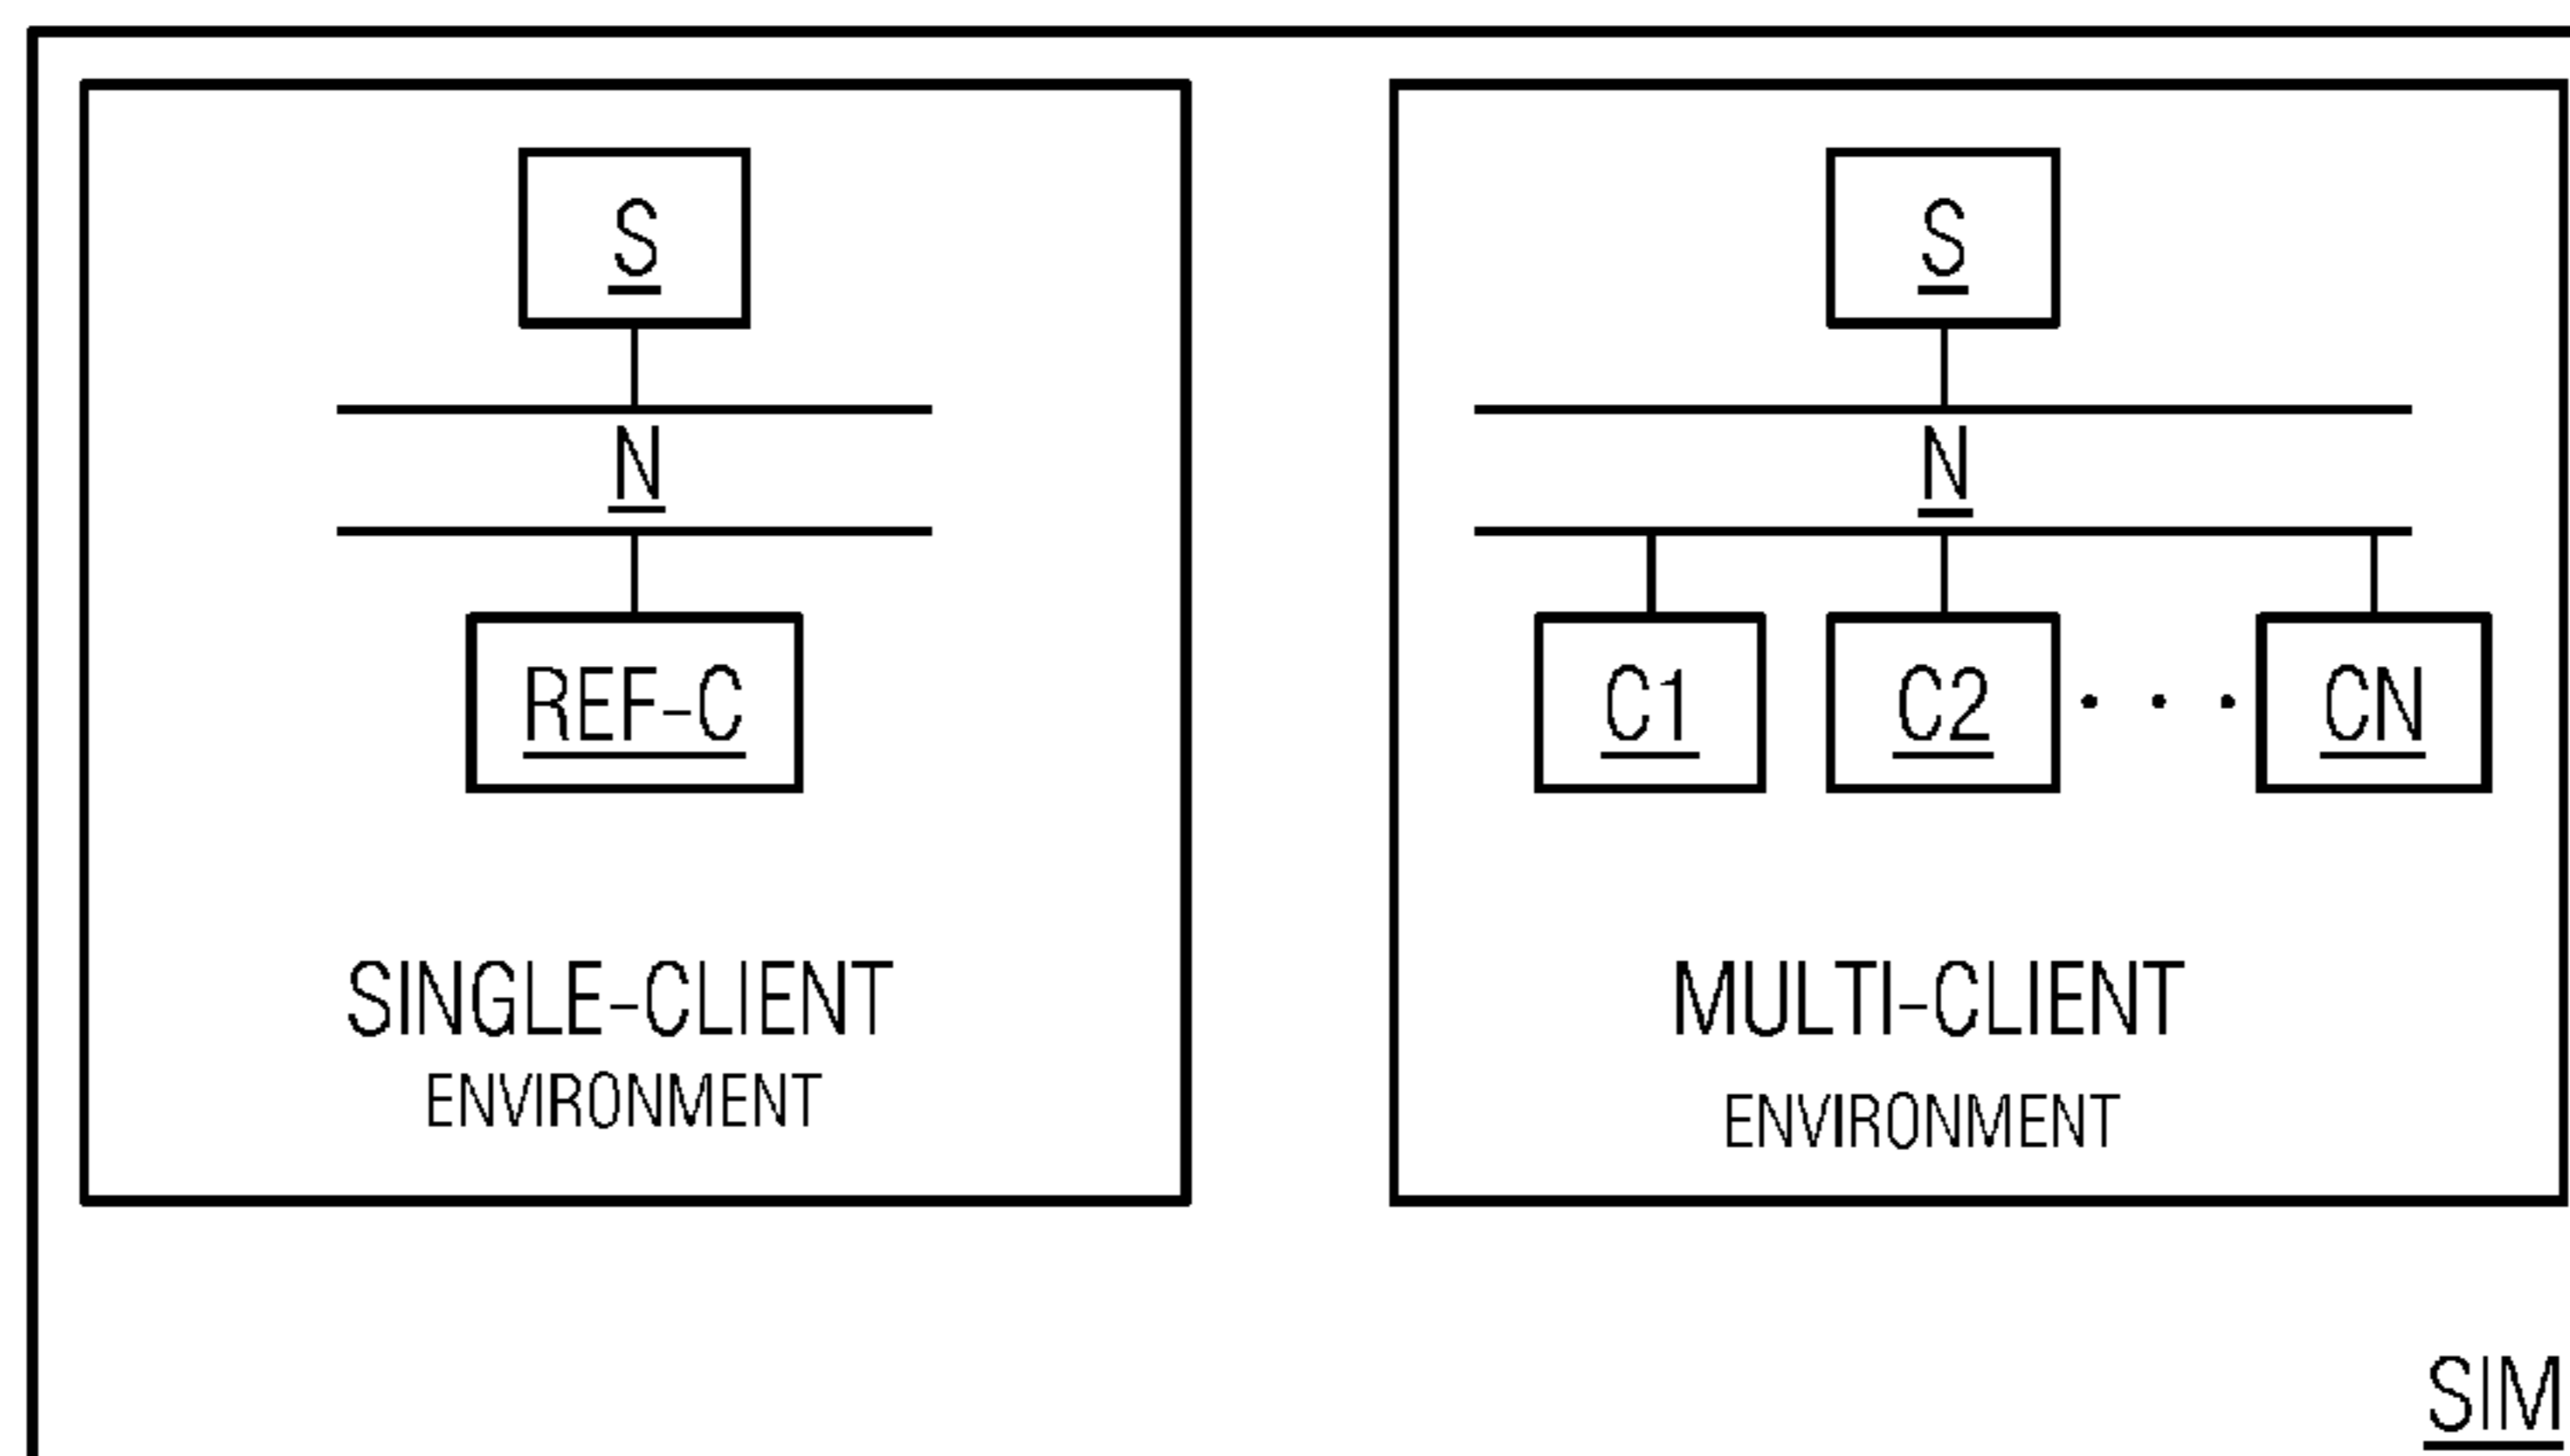 S
N
REF-C
SINGLE-CLIENT
ENVIRONMENT
S
N
C1 C2 . . . CN
MULTI-CLIENT
ENVIRONMENT
SIM